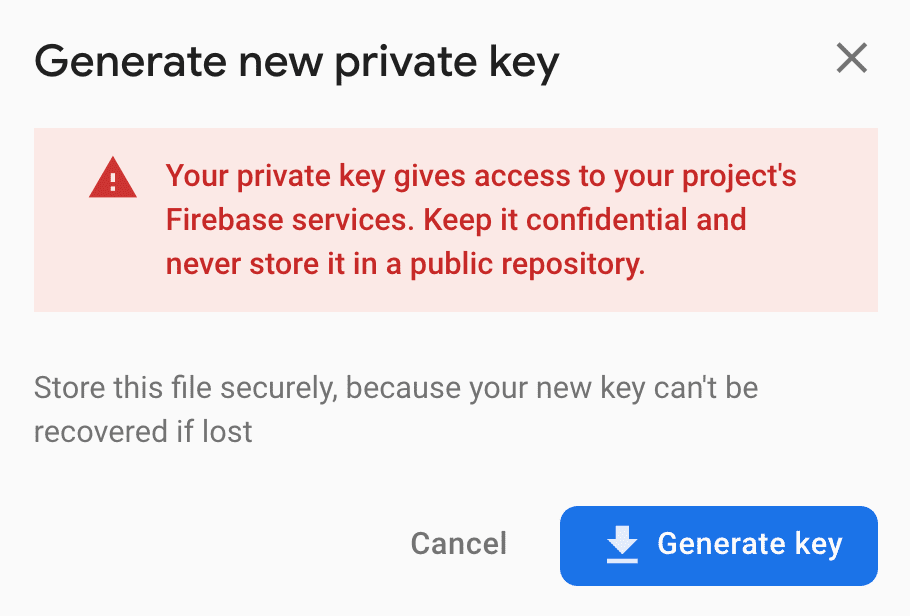 Generate new private key
Your private key gives access to your project's
Firebase services. Keep it confidential and
never store it in a public repository.
Store this file securely, because your new key can't be
recovered if lost
Cancel
Generate key